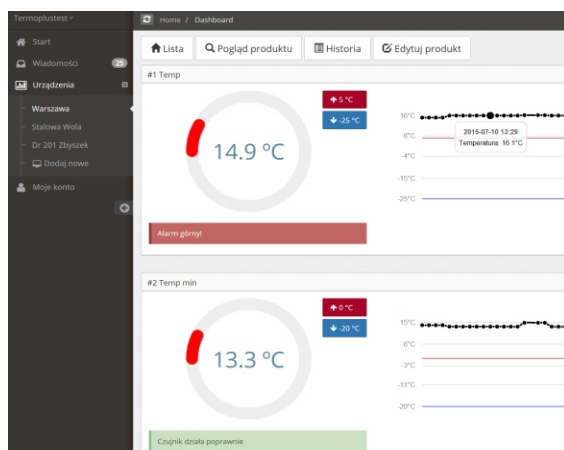 Termoplustest
Home / Dashboard
Start
Wiadomości 25
Urządzenia
Warszawa
Stalowa Wola
Dr 201 Zbyszek
Dodaj nowe
Moje konto
Lista
Pogląd produktu
Historia
Edytuj produkt
#1 Temp
5 °C
-25 °C
14.9 °C
Alarm górny!
16°C
6°C
-4°C
-15°C
-25°C
2015-07-10 13:29
Temperatura: 16.1°C
#2 Temp min
0 °C
-20 °C
13.3 °C
Czujnik działa poprawnie
15°C
6°C
-3°C
-11°C
-20°C